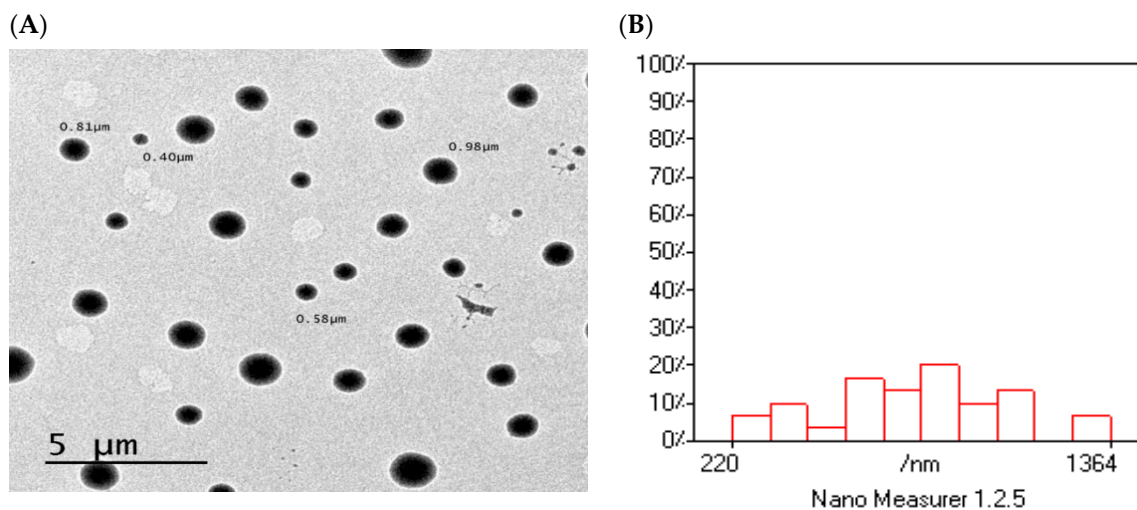 (A)
0.81µm
0.40µm
0.98µm
0.58µm
5 µm
(B)
100%
90%
80%
70%
60%
50%
40%
30%
20%
10%
0%
220 /nm 1364
Nano Measurer 1.2.5